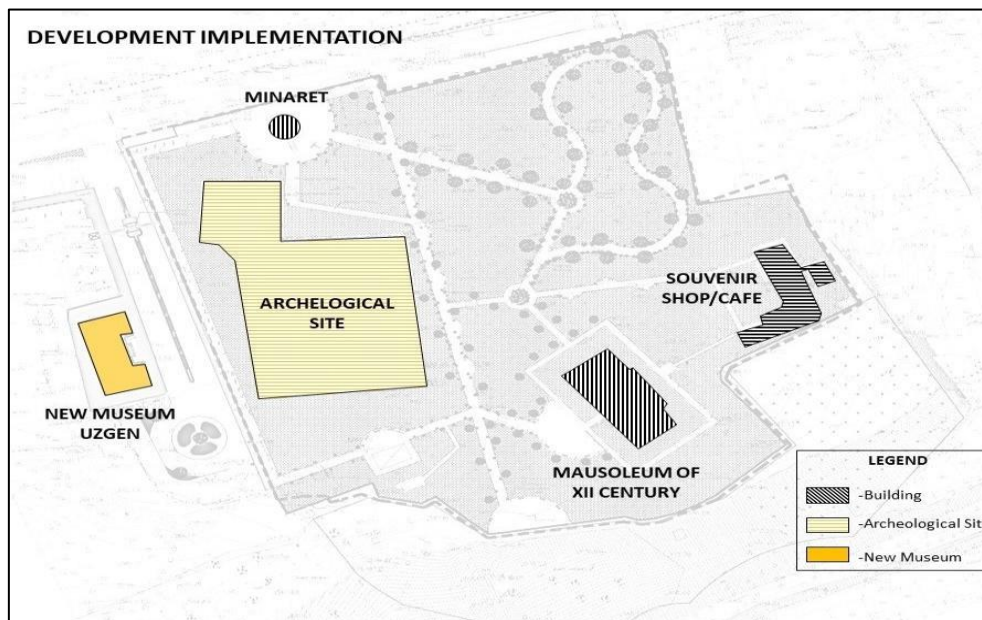 DEVELOPMENT IMPLEMENTATION
MINARET
ARCHELOGICAL
SITE
SOUVENIR
SHOP/CAFE
NEW MUSEUM
UZGEN
MAUSOLEUM OF
XII CENTURY
LEGEND
-Building
-Archeological Sit
-New Museum